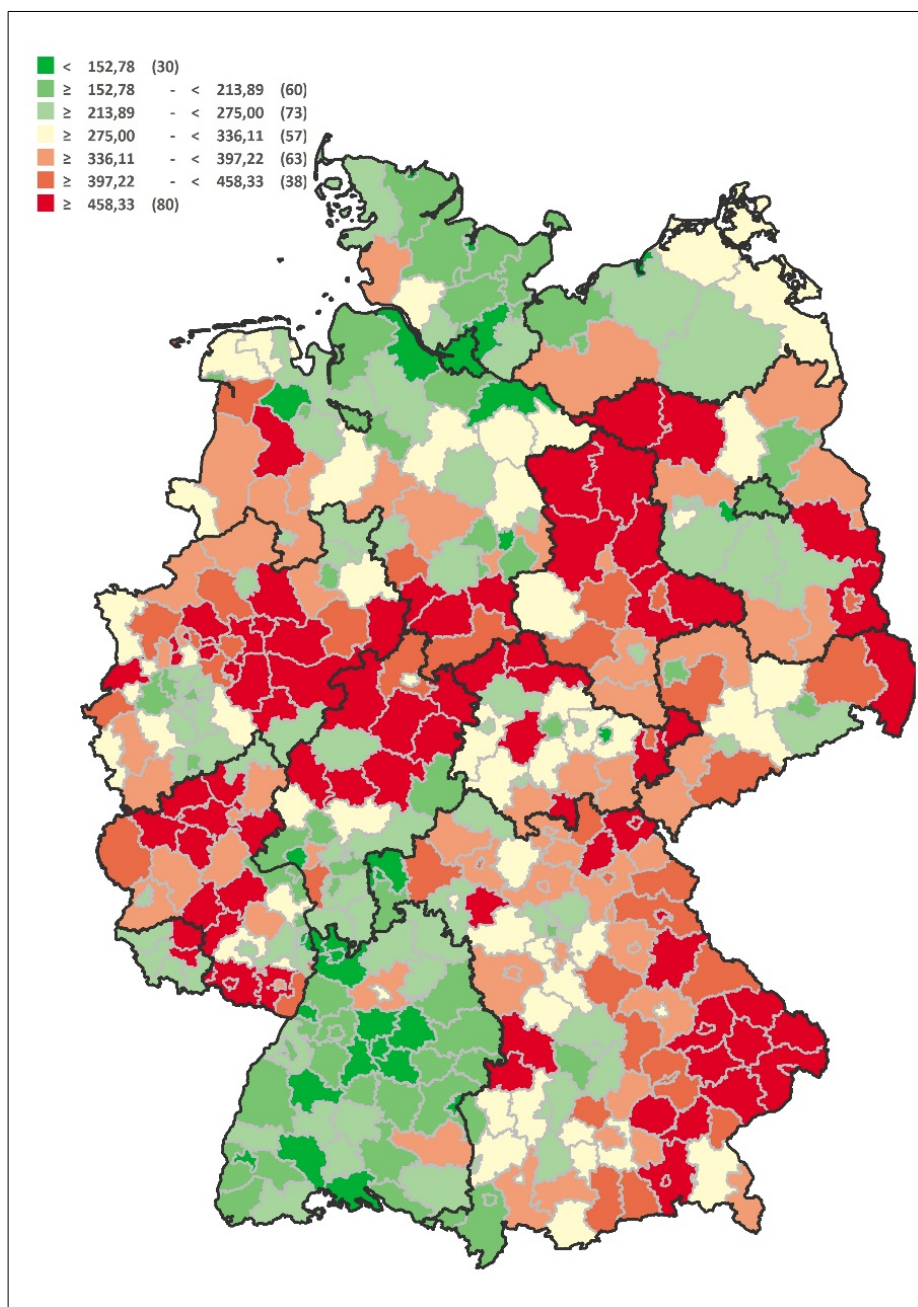 < 152,78 (30)
≥ 152,78 - < 213,89 (60)
≥ 213,89 - < 275,00 (73)
≥ 275,00 - < 336,11 (57)
≥ 336,11 - < 397,22 (63)
≥ 397,22 - < 458,33 (38)
≥ 458,33 (80)